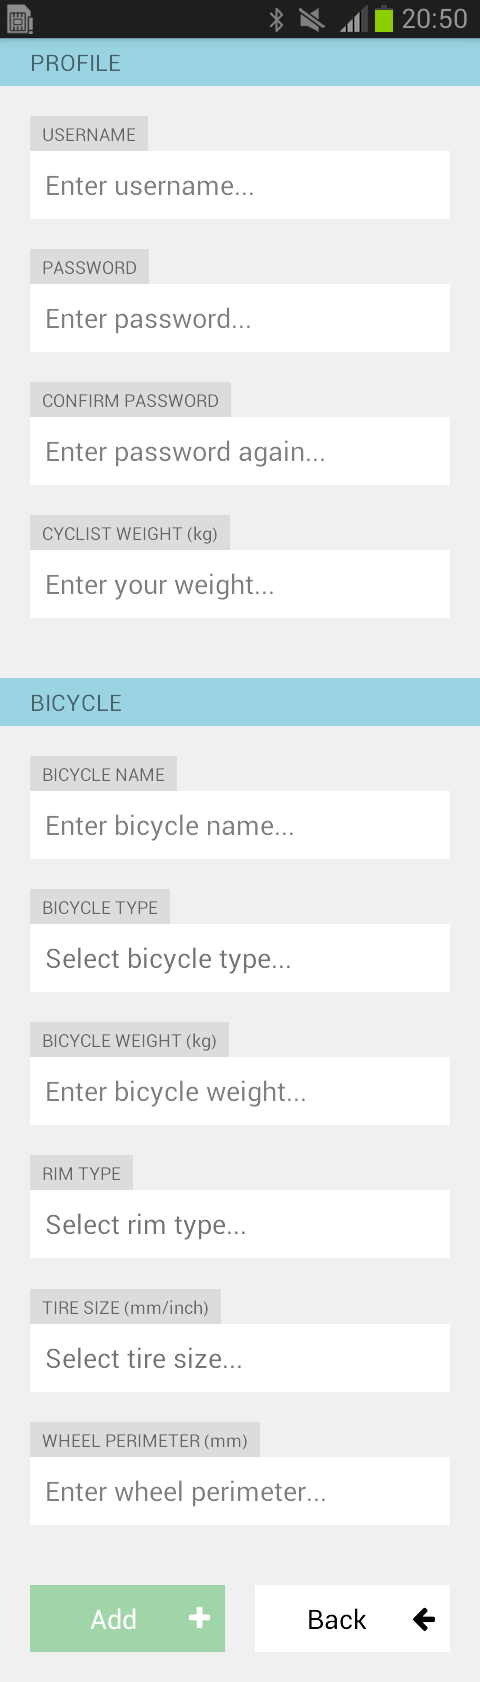 20:50
PROFILE
USERNAME
Enter username...
PASSWORD
Enter password...
CONFIRM PASSWORD
Enter password again...
CYCLIST WEIGHT (kg)
Enter your weight...
BICYCLE
BICYCLE NAME
Enter bicycle name...
BICYCLE TYPE
Select bicycle type...
BICYCLE WEIGHT (kg)
Enter bicycle weight...
RIM TYPE
Select rim type...
TIRE SIZE (mm/inch)
Select tire size...
WHEEL PERIMETER (mm)
Enter wheel perimeter...
Add Back